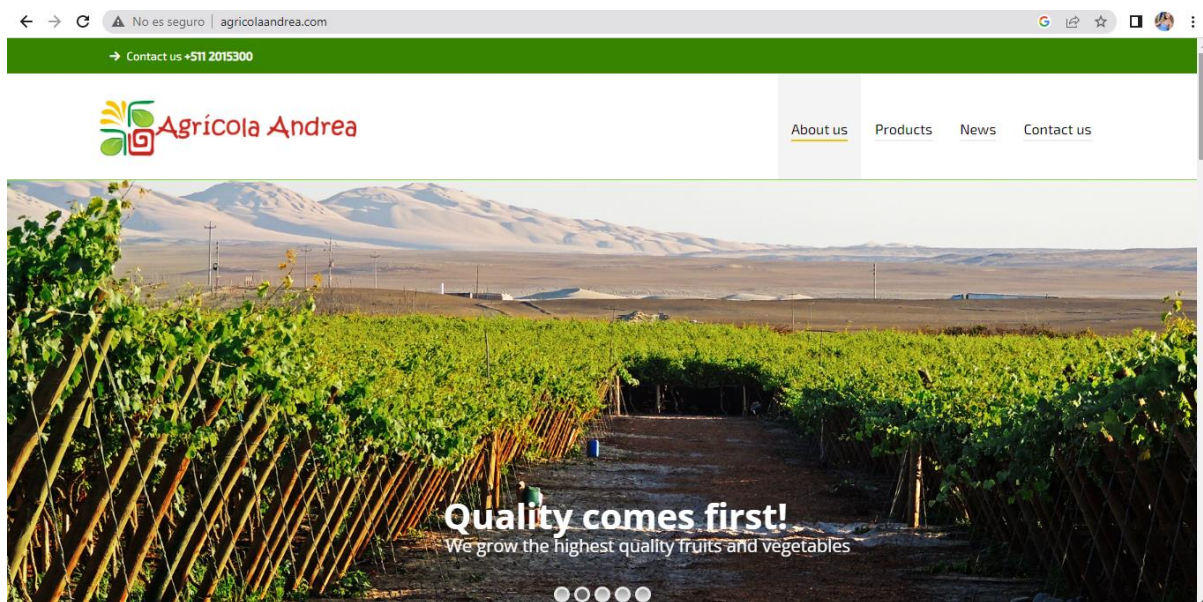 No es seguro | agricolaandrea.com
Contact us +511 2015300
Agrícola Andrea
About us Products News Contact us
Quality comes first!
We grow the highest quality fruits and vegetables